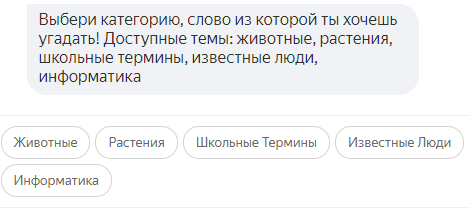 Выбери категорию, слово из которой ты хочешь
угадать! Доступные темы: животные, растения,
школьные термины, известные люди,
информатика
Животные
Растения
Школьные Термины
Известные Люди
Информатика